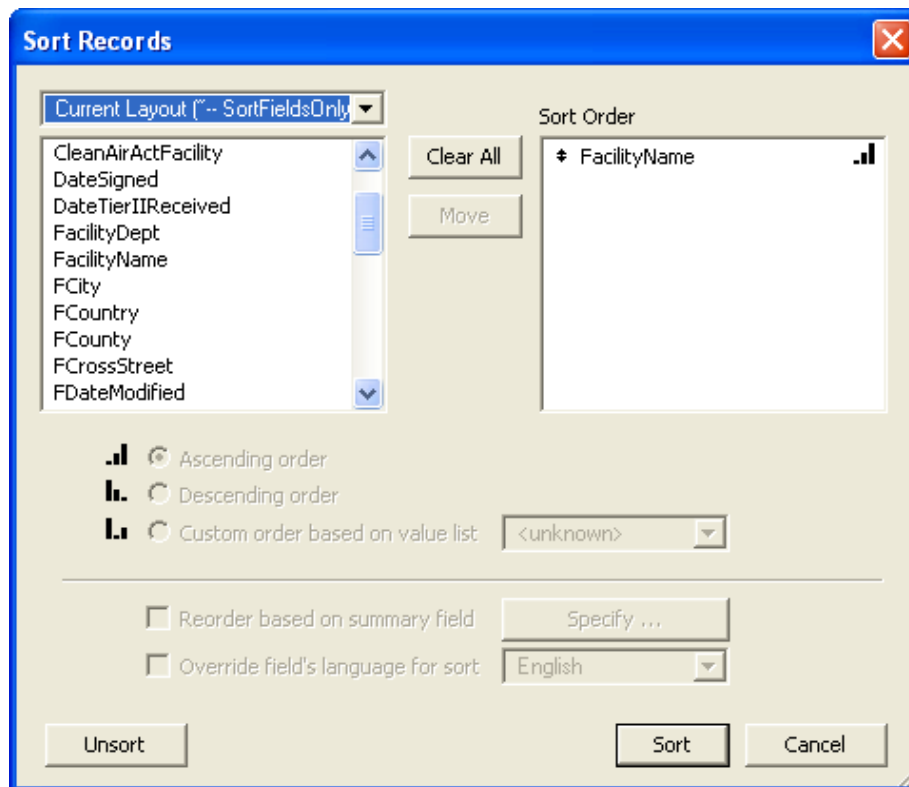 Sort Records
Current Layout ("-- SortFieldsOnly
Sort Order
CleanAirActFacility
DateSigned
DateTierIIReceived
FacilityDept
FacilityName
FCity
FCountry
FCounty
FCrossStreet
FDateModified
Clear All
Move
FacilityName
Ascending order
Descending order
Custom order based on value list
<unknown>
Reorder based on summary field
Specify ...
Override field's language for sort
English
Unsort
Sort
Cancel